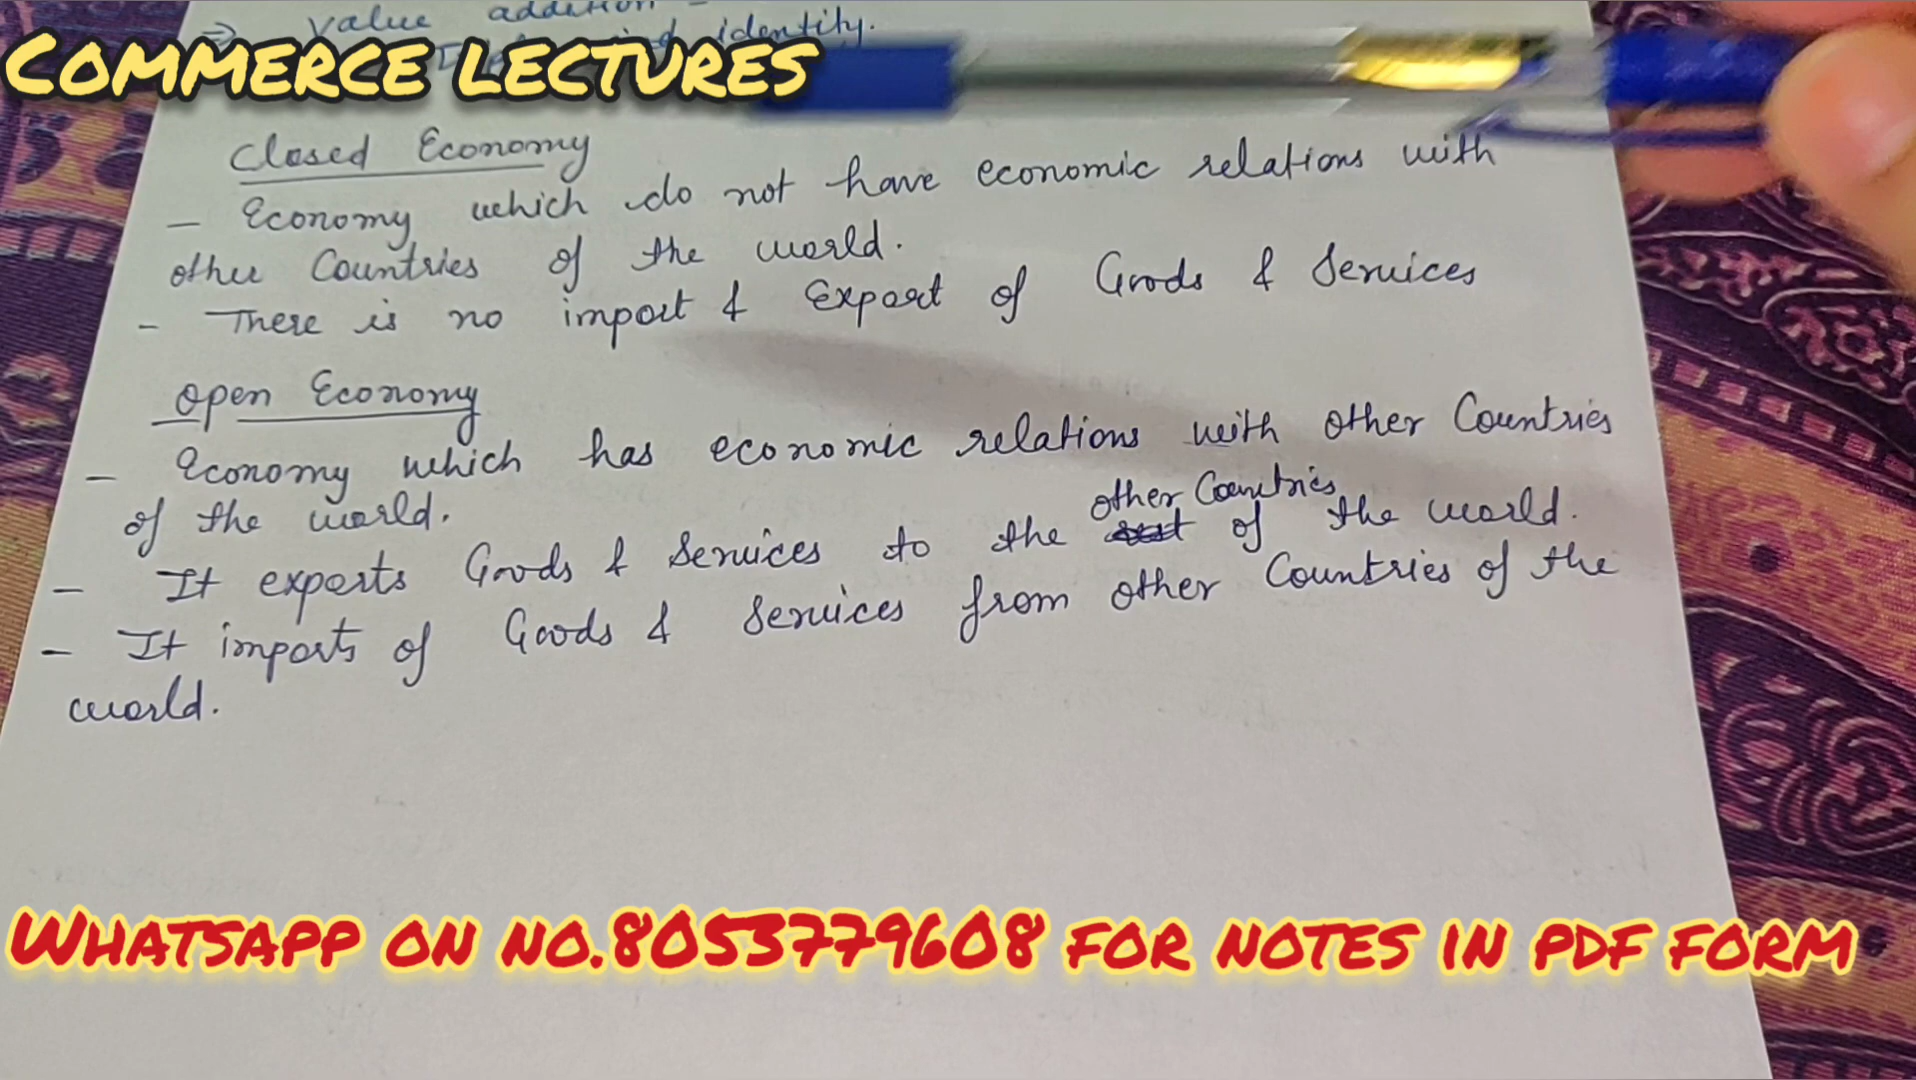 ⇒ Value addition -
identity.
COMMERCE LECTURES
Closed Economy
- Economy which do not have economic relations with
other Countries of the world.
- There is no import & Export of Goods & Services
Open Economy
- Economy which has economic relations with other Countries
of the world.
other Countries
- It exports Goods & Services to the of the world.
- It imports of Goods & Services from other Countries of the
world.
WHATSAPP ON NO.8053779608 FOR NOTES IN PDF FORM